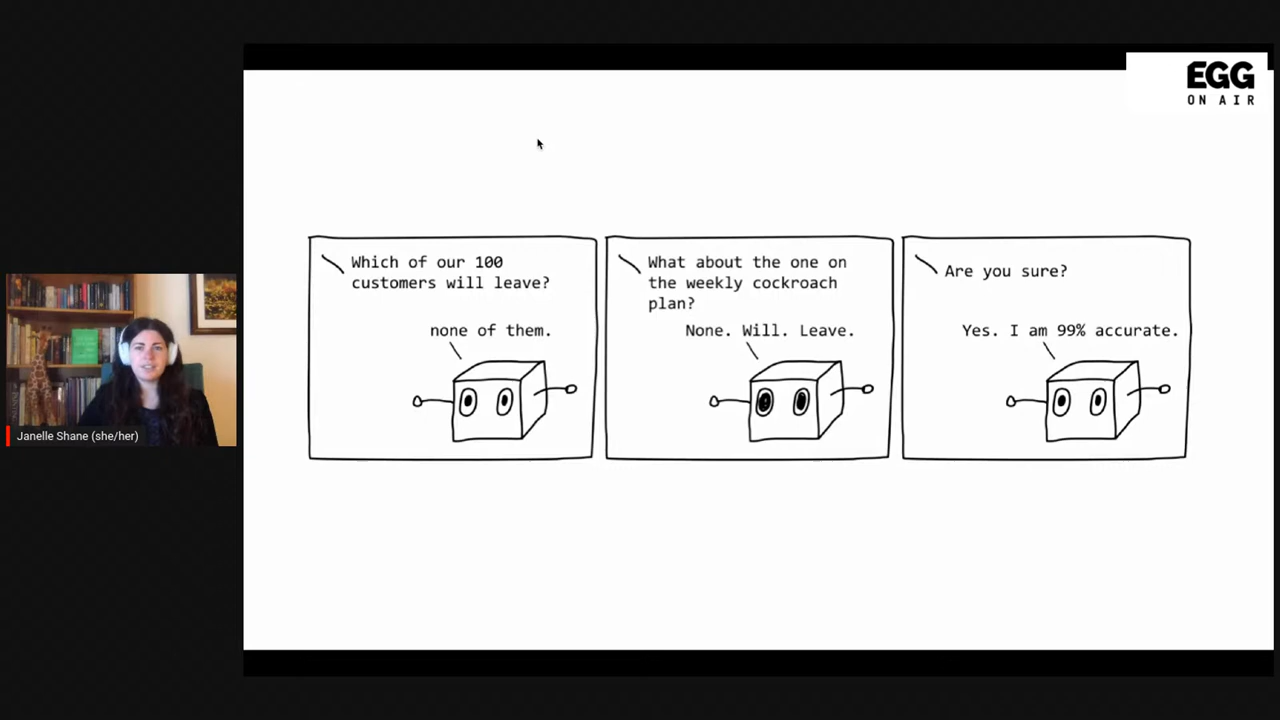 EGG
ON AIR
Which of our 100
customers will leave?
none of them.
What about the one on
the weekly cockroach
plan?
None. Will. Leave.
Are you sure?
Yes. I am 99% accurate.
Janelle Shane (she/her)